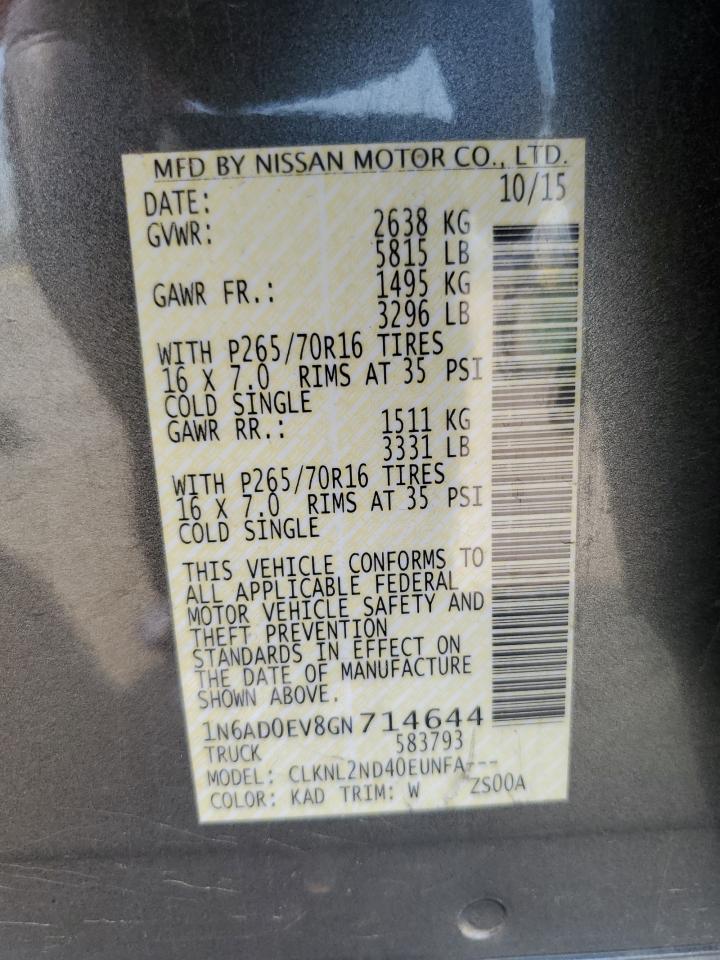 MFD BY NISSAN MOTOR CO., LTD.
DATE: 10/15
GVWR: 2638 KG
5815 LB
GAWR FR.: 1495 KG
3296 LB
WITH P265/70R16 TIRES
16 X 7.0 RIMS AT 35 PSI
COLD SINGLE
GAWR RR.: 1511 KG
3331 LB
WITH P265/70R16 TIRES
16 X 7.0 RIMS AT 35 PSI
COLD SINGLE
THIS VEHICLE CONFORMS TO
ALL APPLICABLE FEDERAL
MOTOR VEHICLE SAFETY AND
THEFT PREVENTION
STANDARDS IN EFFECT ON
THE DATE OF MANUFACTURE
SHOWN ABOVE.
1N6AD0EV8GN 714644
TRUCK 583793
MODEL: CLKNL2ND40EUNFA---
COLOR: KAD TRIM: W ZS00A